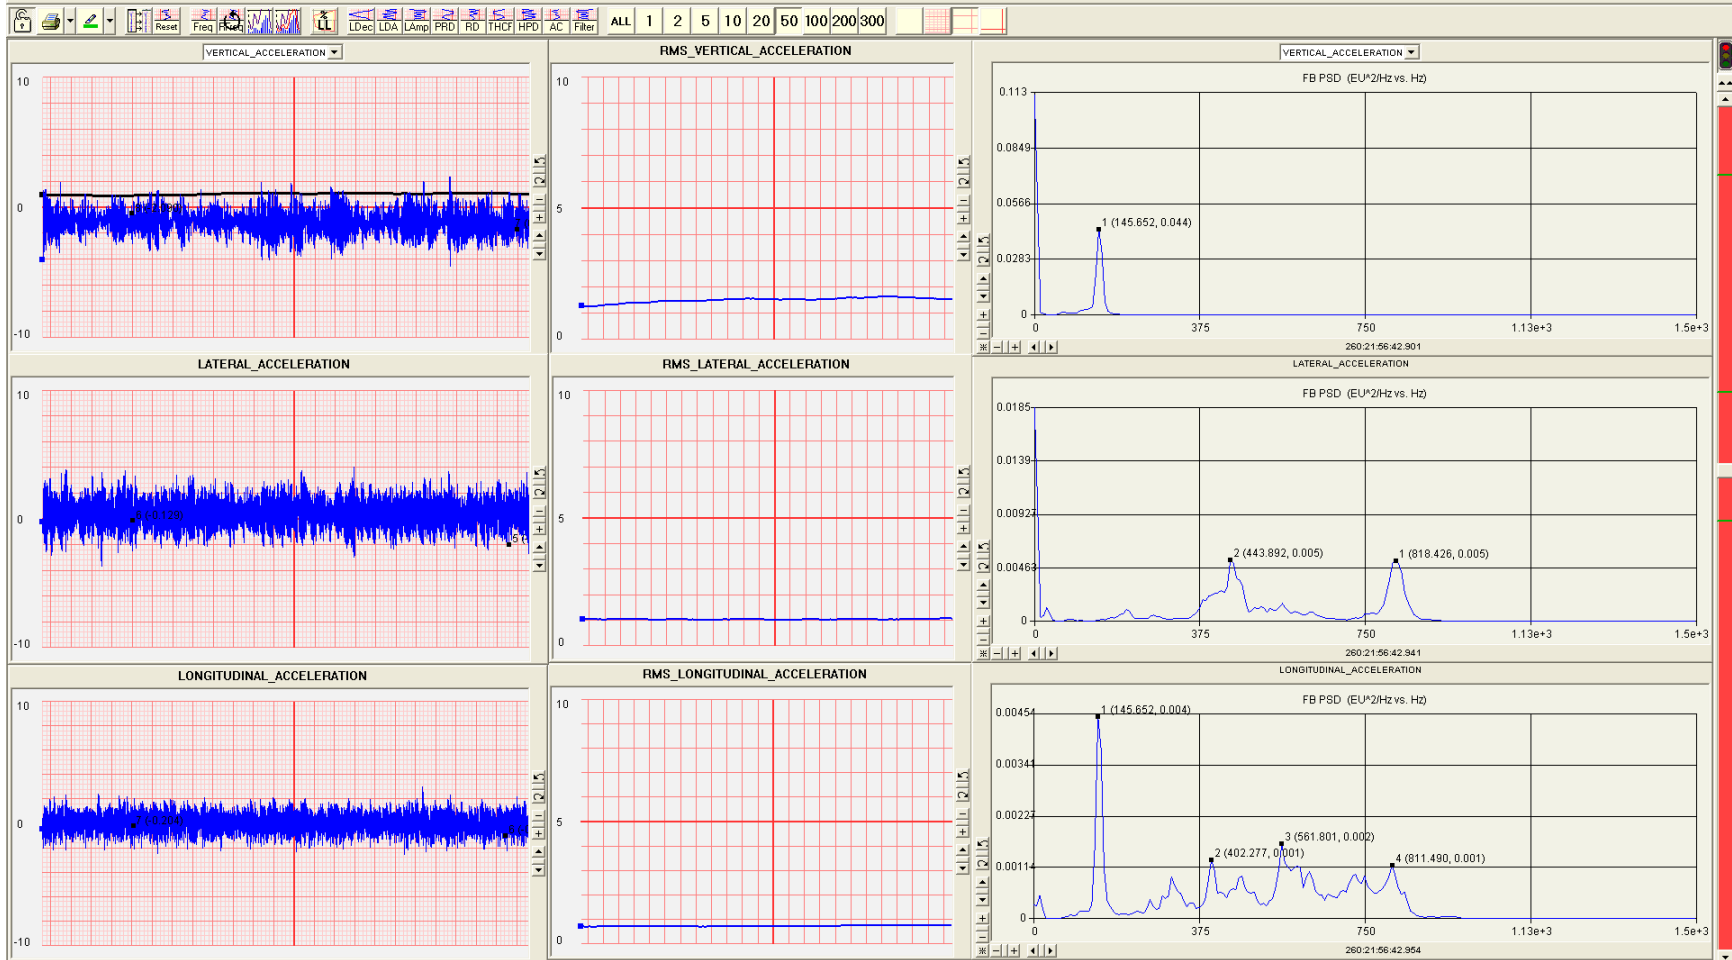 Reset Freq LDec LDA LAmp PRD RD THCF HPD AC Filter ALL 1 2 5 10 20 50 100 200 300
VERTICAL_ACCELERATION
10
0
-10
RMS_VERTICAL_ACCELERATION
10
5
0
VERTICAL_ACCELERATION
FB PSD (EU^2/Hz vs. Hz)
0.113
0.0849
0.0566
0.0283
0
1 (145.652, 0.044)
0 375 750 1.13e+3 1.5e+3
260:21:56:42.901
LATERAL_ACCELERATION
10
0
-10
6 (-0.129)
5 (
RMS_LATERAL_ACCELERATION
10
5
0
LATERAL_ACCELERATION
FB PSD (EU^2/Hz vs. Hz)
0.0185
0.0139
0.00927
0.00463
0
2 (443.892, 0.005)
1 (818.426, 0.005)
0 375 750 1.13e+3 1.5e+3
260:21:56:42.941
LONGITUDINAL_ACCELERATION
10
0
-10
7 (-0.204)
RMS_LONGITUDINAL_ACCELERATION
10
5
0
LONGITUDINAL_ACCELERATION
FB PSD (EU^2/Hz vs. Hz)
0.00454
0.00344
0.00227
0.00114
0
1 (145.652, 0.004)
2 (402.277, 0.001)
3 (561.801, 0.002)
4 (811.490, 0.001)
0 375 750 1.13e+3 1.5e+3
260:21:56:42.954